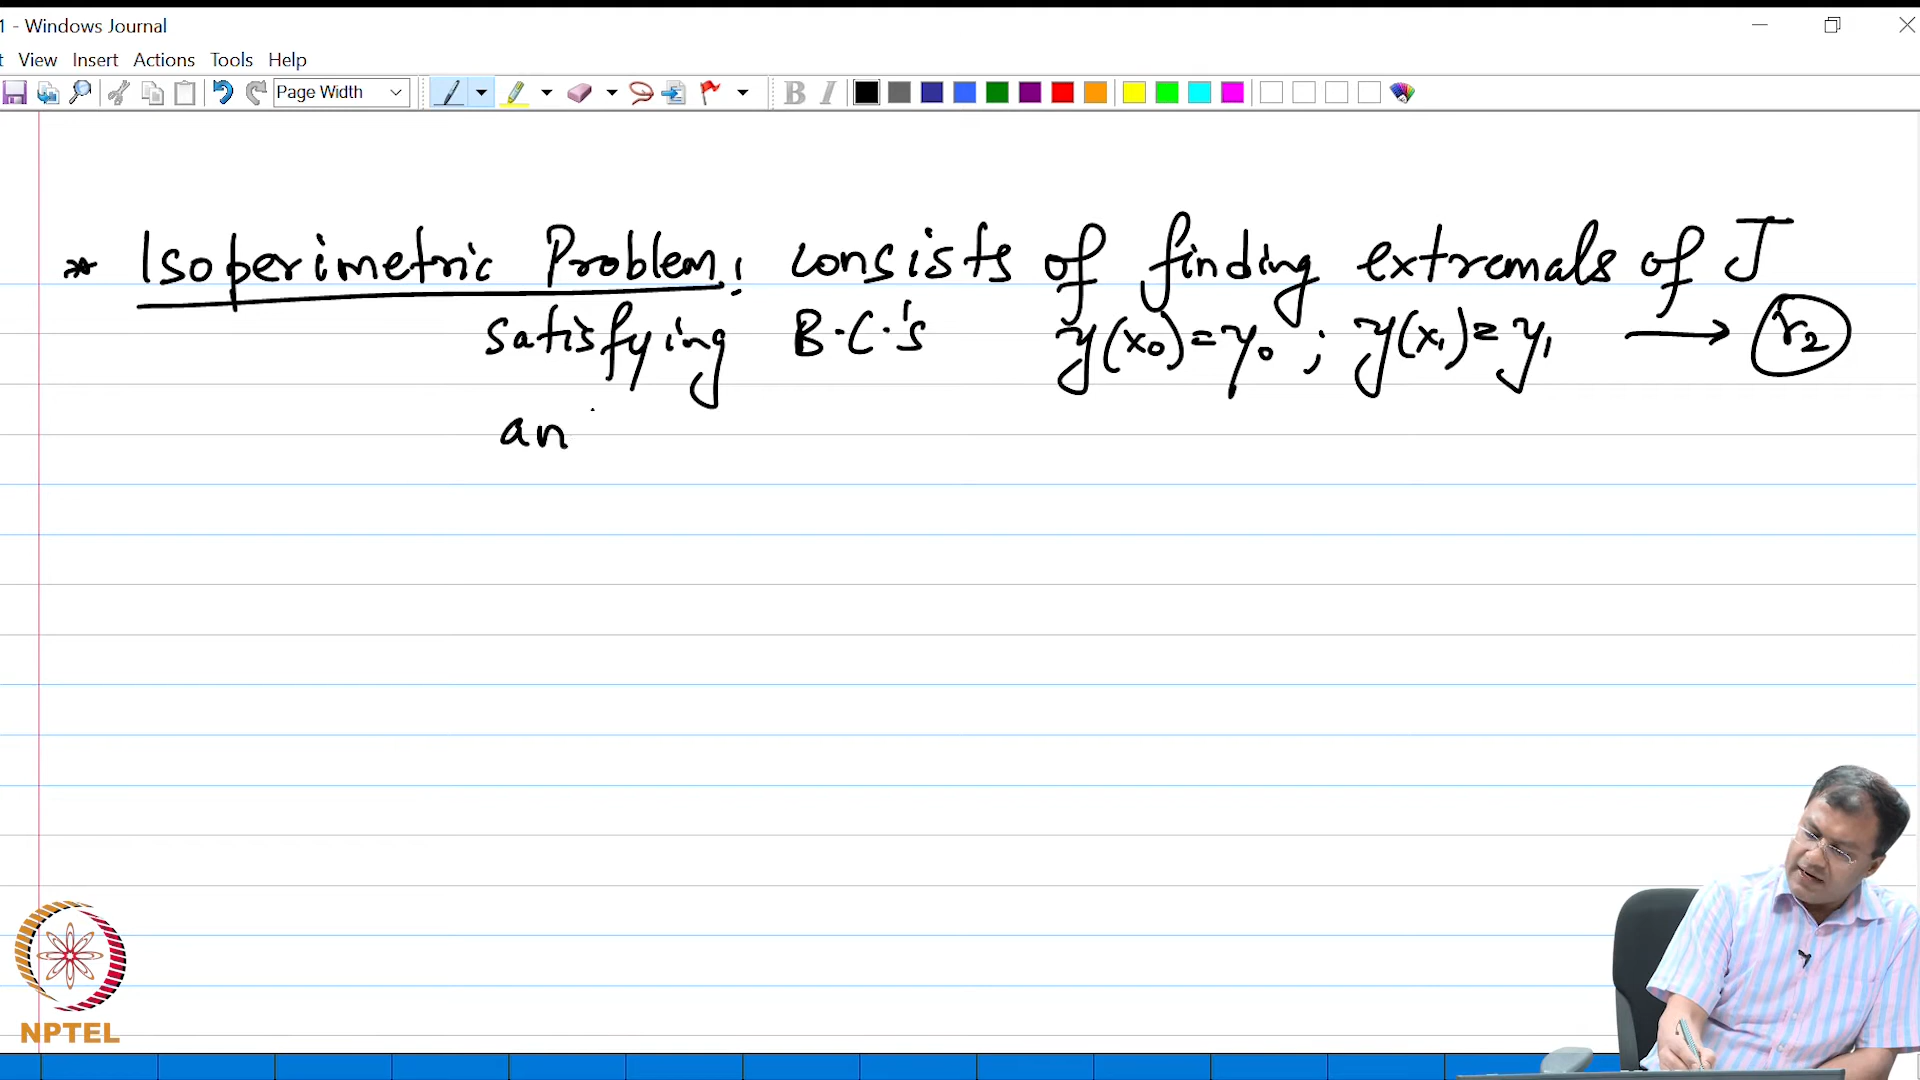 1 - Windows Journal
t View Insert Actions Tools Help
Page Width
B I
* Isoperimetric Problem: consists of finding extremals of J
satisfying B.C.'s y(x₀)=y₀ ; y(x₁)=y₁ → r₂
an
NPTEL